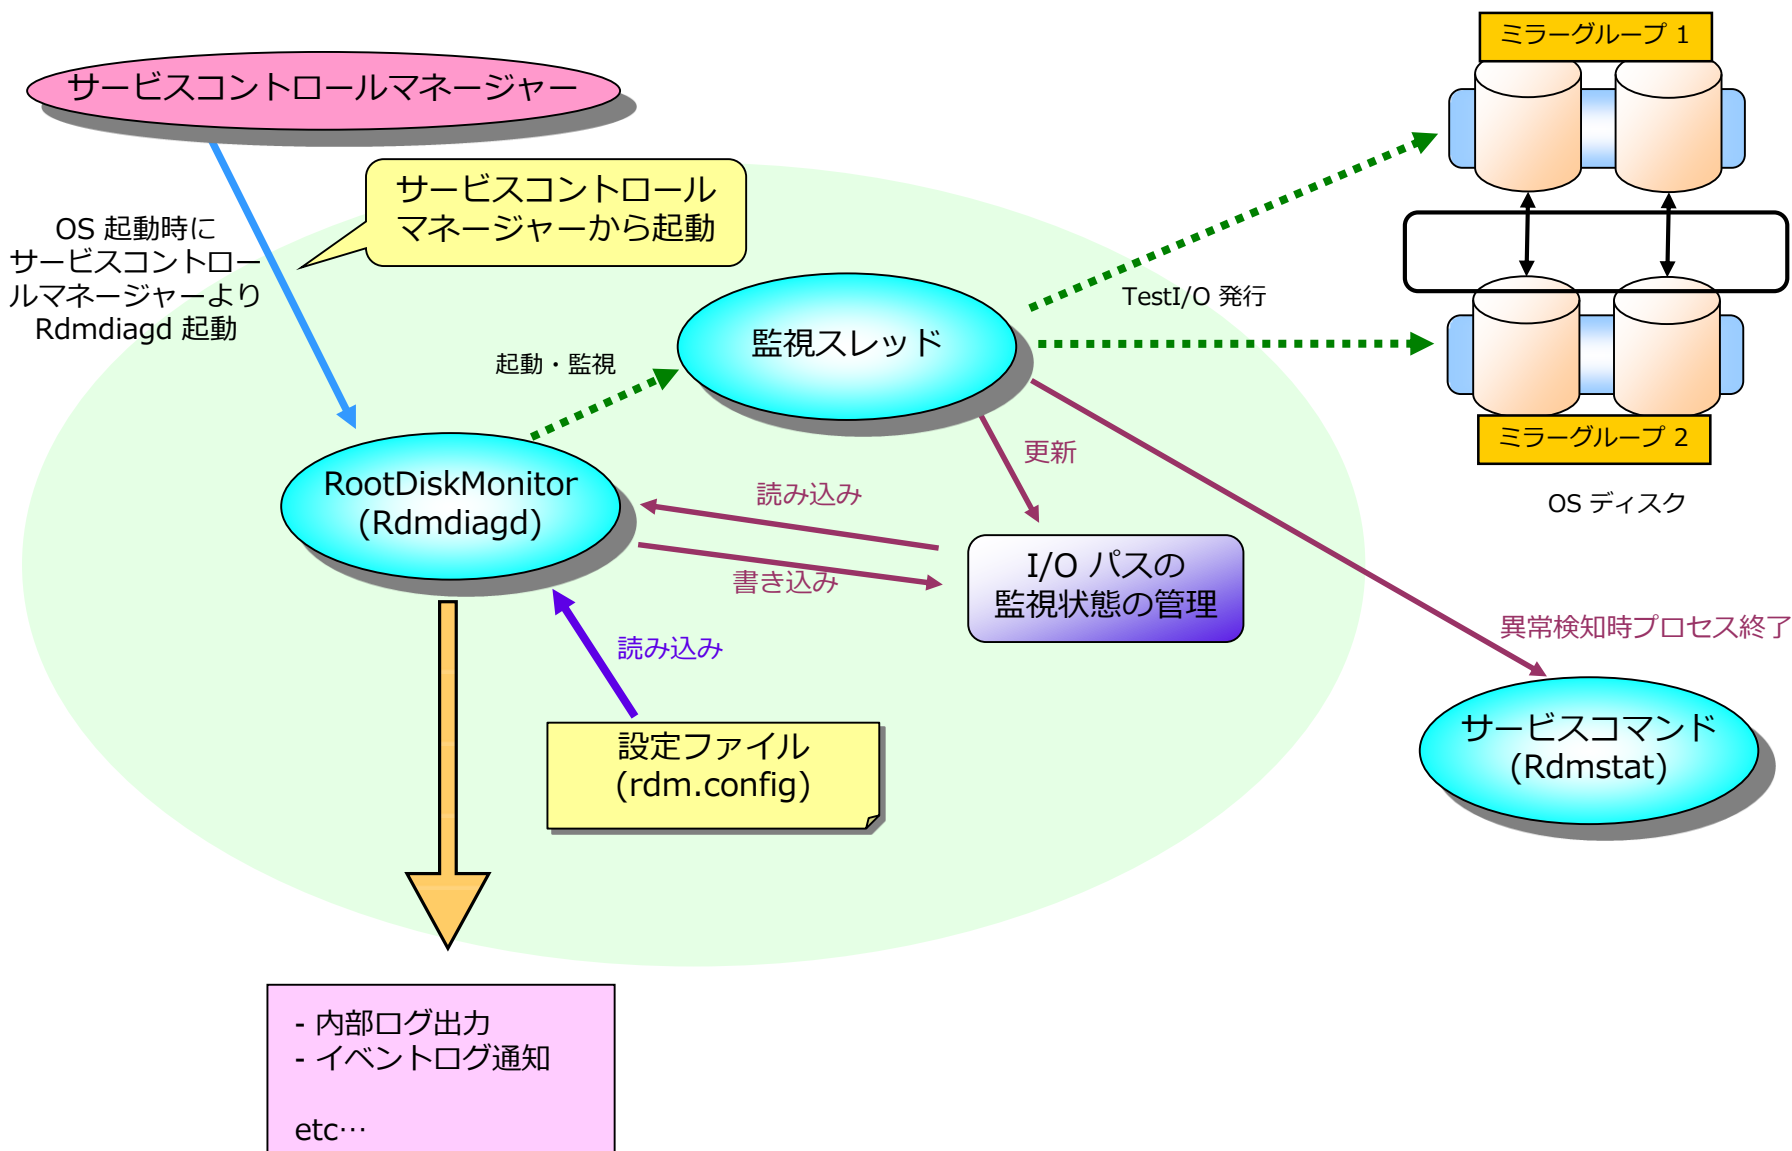 ミラーグループ 1
サービスコントロールマネージャー
サービスコントロール
マネージャーから起動
OS 起動時に
サービスコントロー
ルマネージャーより
Rdmdiagd 起動
TestI/O 発行
監視スレッド
起動・監視
ミラーグループ 2
OS ディスク
更新
RootDiskMonitor
(Rdmdiagd)
読み込み
書き込み
I/O パスの
監視状態の管理
異常検知時プロセス終了
読み込み
設定ファイル
(rdm.config)
サービスコマンド
(Rdmstat)
- 内部ログ出力
- イベントログ通知
etc…